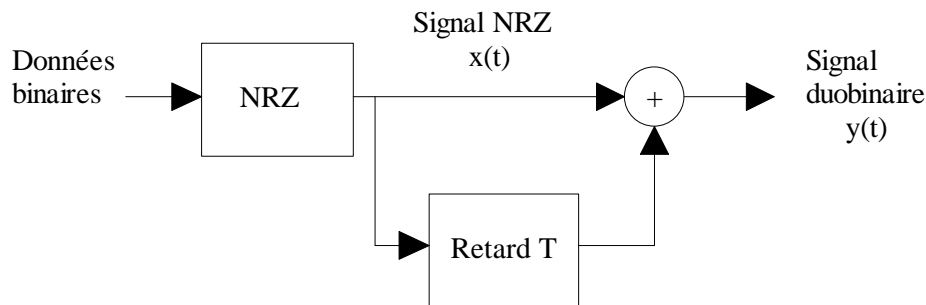 Données
binaires
NRZ
Signal NRZ
x(t)
+
Signal
duobinaire
y(t)
Retard T